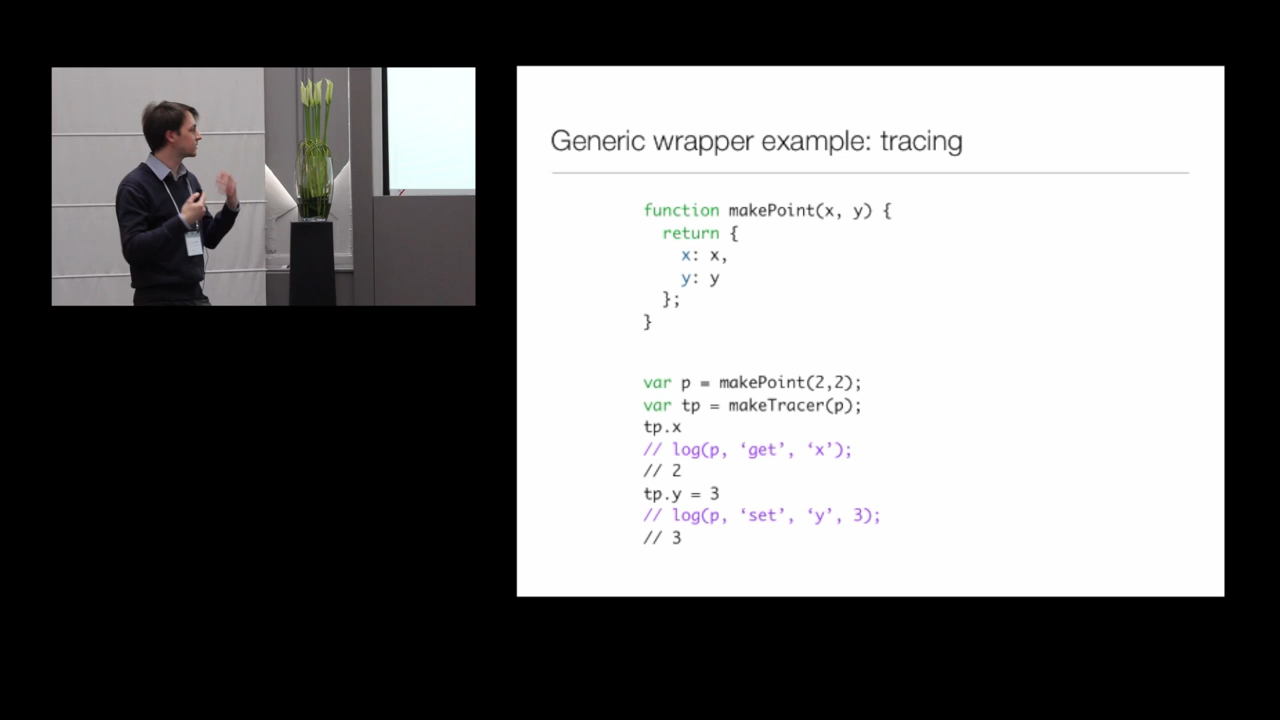 Generic wrapper example: tracing
function makePoint(x, y) {
return {
x: x,
y: y
};
}
var p = makePoint(2,2);
var tp = makeTracer(p);
tp.x
// log(p, ‘get’, ‘x’);
// 2
tp.y = 3
// log(p, ‘set’, ‘y’, 3);
// 3